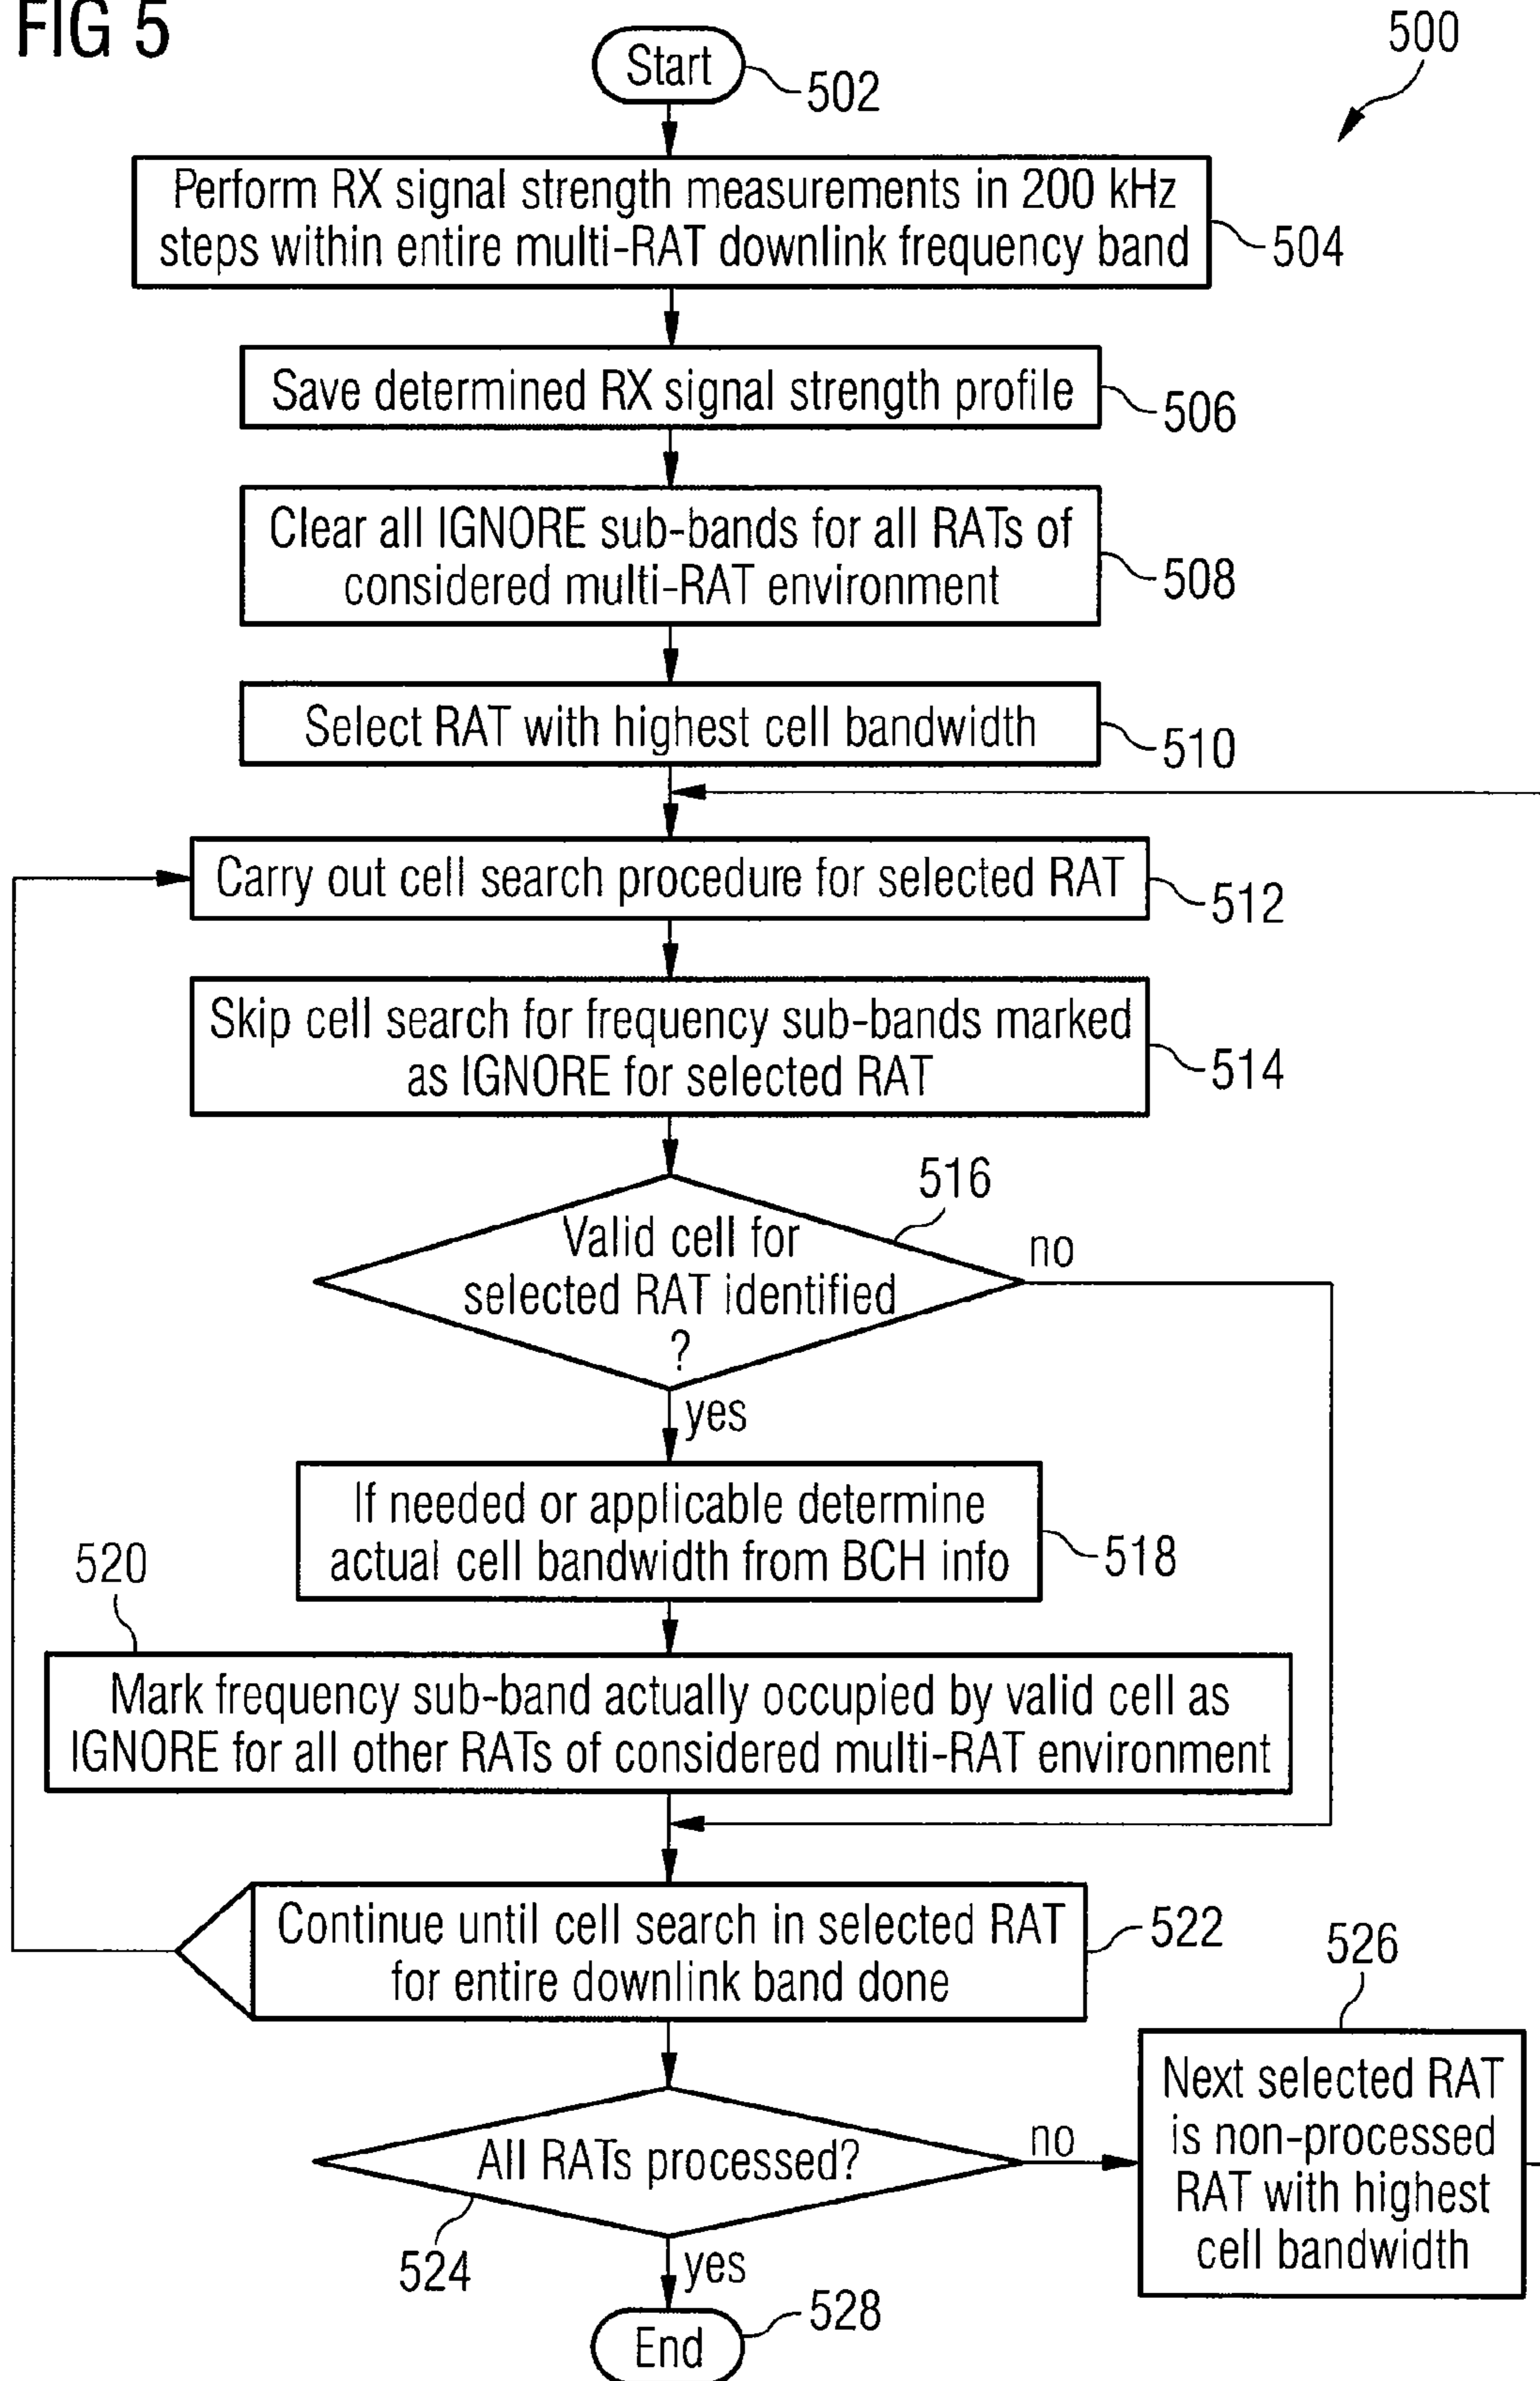 FIG 5
500
Start
502
Perform RX signal strength measurements in 200 kHz
steps within entire multi-RAT downlink frequency band
504
Save determined RX signal strength profile
506
Clear all IGNORE sub-bands for all RATs of
considered multi-RAT environment
508
Select RAT with highest cell bandwidth
510
Carry out cell search procedure for selected RAT
512
Skip cell search for frequency sub-bands marked
as IGNORE for selected RAT
514
516
Valid cell for
selected RAT identified
?
no
yes
If needed or applicable determine
actual cell bandwidth from BCH info
518
520
Mark frequency sub-band actually occupied by valid cell as
IGNORE for all other RATs of considered multi-RAT environment
Continue until cell search in selected RAT
for entire downlink band done
522
526
Next selected RAT
is non-processed
RAT with highest
cell bandwidth
All RATs processed?
no
524
yes
End
528